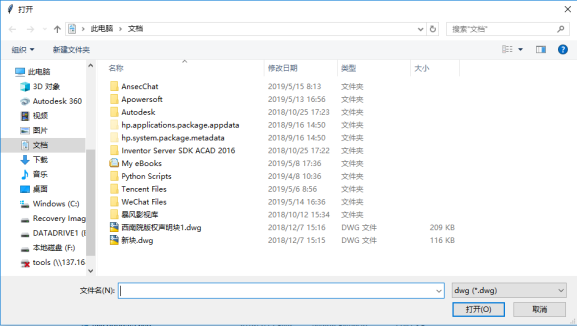 打开
此电脑 > 文档
搜索"文档"
组织 新建文件夹
此电脑
3D 对象
Autodesk 360
视频
图片
文档
下载
音乐
桌面
Windows (C:)
Recovery Imag
DATADRIVE1 (
本地磁盘 (F:)
tools (\\137.16
名称 修改日期 类型 大小
AnsecChat 2019/5/15 8:13 文件夹
Apowersoft 2019/5/13 16:56 文件夹
Autodesk 2018/10/25 17:23 文件夹
hp.applications.package.appdata 2018/9/16 14:50 文件夹
hp.system.package.metadata 2018/9/16 14:50 文件夹
Inventor Server SDK ACAD 2016 2018/10/25 17:22 文件夹
My eBooks 2019/5/8 17:36 文件夹
Python Scripts 2019/4/8 10:36 文件夹
Tencent Files 2019/5/6 8:56 文件夹
WeChat Files 2019/5/14 16:36 文件夹
暴风影视库 2018/10/12 15:34 文件夹
西南院版权声明块1.dwg 2018/12/7 15:16 DWG 文件 209 KB
新块.dwg 2018/12/7 15:15 DWG 文件 116 KB
文件名(N): dwg (*.dwg)
打开(O) 取消